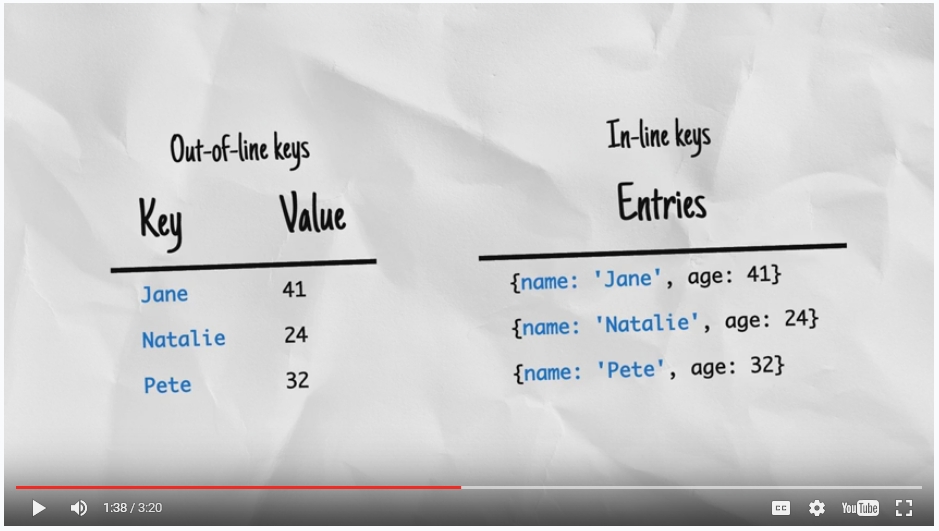 Out-of-line keys
Key Value
Jane 41
Natalie 24
Pete 32
In-line keys
Entries
{name: 'Jane', age: 41}
{name: 'Natalie', age: 24}
{name: 'Pete', age: 32}
1:38 / 3:20
CC
YouTube